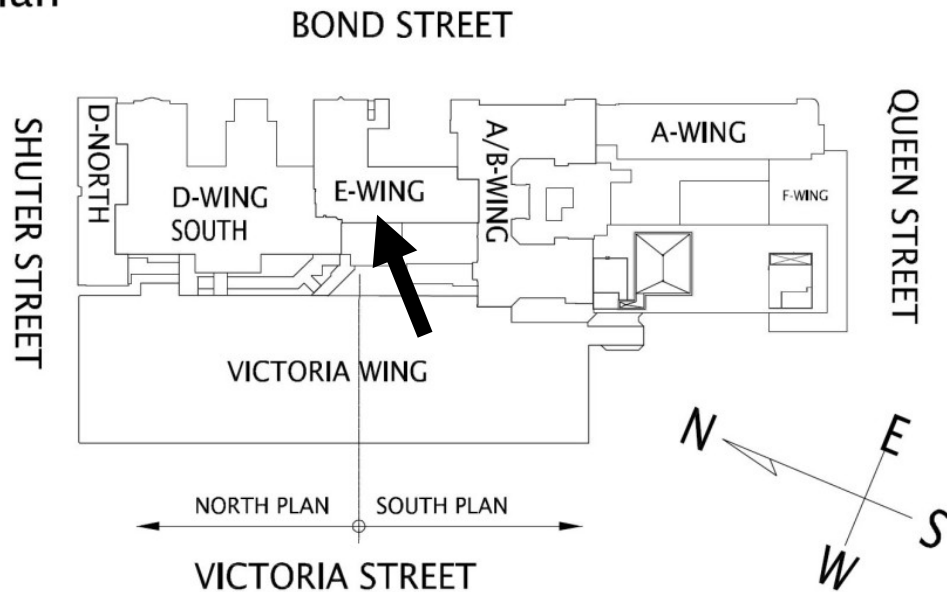 BOND STREET
SHUTER STREET
D-NORTH
D-WING
SOUTH
E-WING
A/B-WING
A-WING
F-WING
QUEEN STREET
VICTORIA WING
N
E
S
W
NORTH PLAN
SOUTH PLAN
VICTORIA STREET